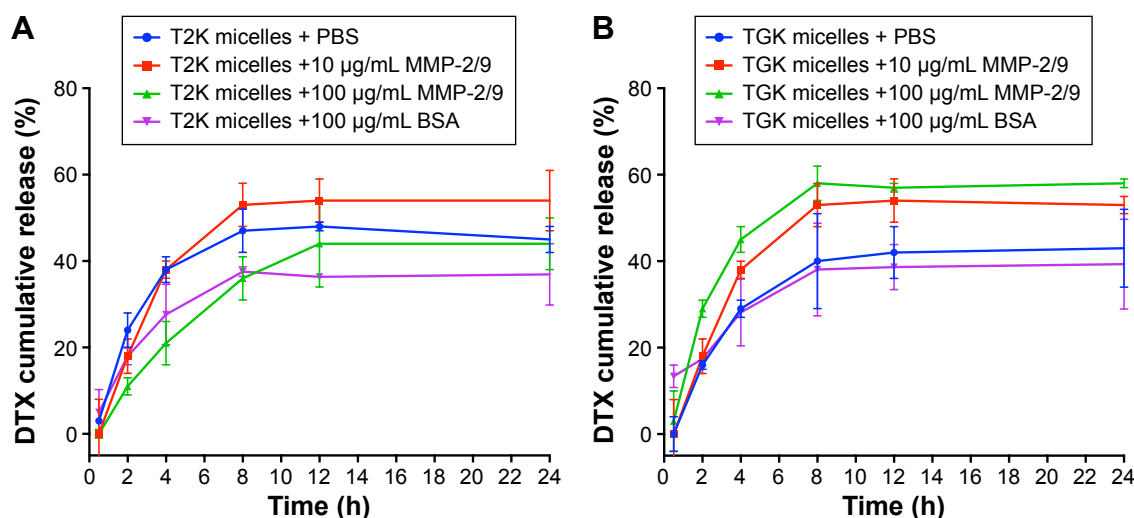 A
T2K micelles + PBS
T2K micelles +10 µg/mL MMP-2/9
T2K micelles +100 µg/mL MMP-2/9
T2K micelles +100 µg/mL BSA
DTX cumulative release (%)
80
60
40
20
0
0 2 4 6 8 10 12 14 16 18 20 22 24
Time (h)
B
TGK micelles + PBS
TGK micelles +10 µg/mL MMP-2/9
TGK micelles +100 µg/mL MMP-2/9
TGK micelles +100 µg/mL BSA
DTX cumulative release (%)
80
60
40
20
0
0 2 4 6 8 10 12 14 16 18 20 22 24
Time (h)